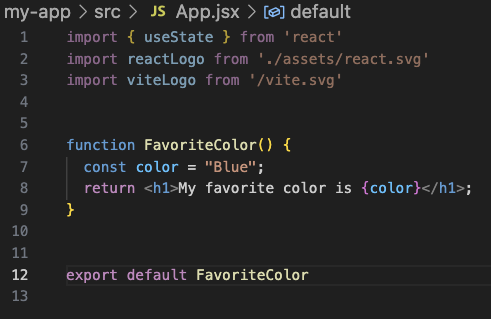 my-app > src > JS App.jsx > default
1 import { useState } from 'react'
2 import reactLogo from './assets/react.svg'
3 import viteLogo from '/vite.svg'
4
5
6 function FavoriteColor() {
7   const color = "Blue";
8   return <h1>My favorite color is {color}</h1>;
9 }
10
11
12 export default FavoriteColor
13